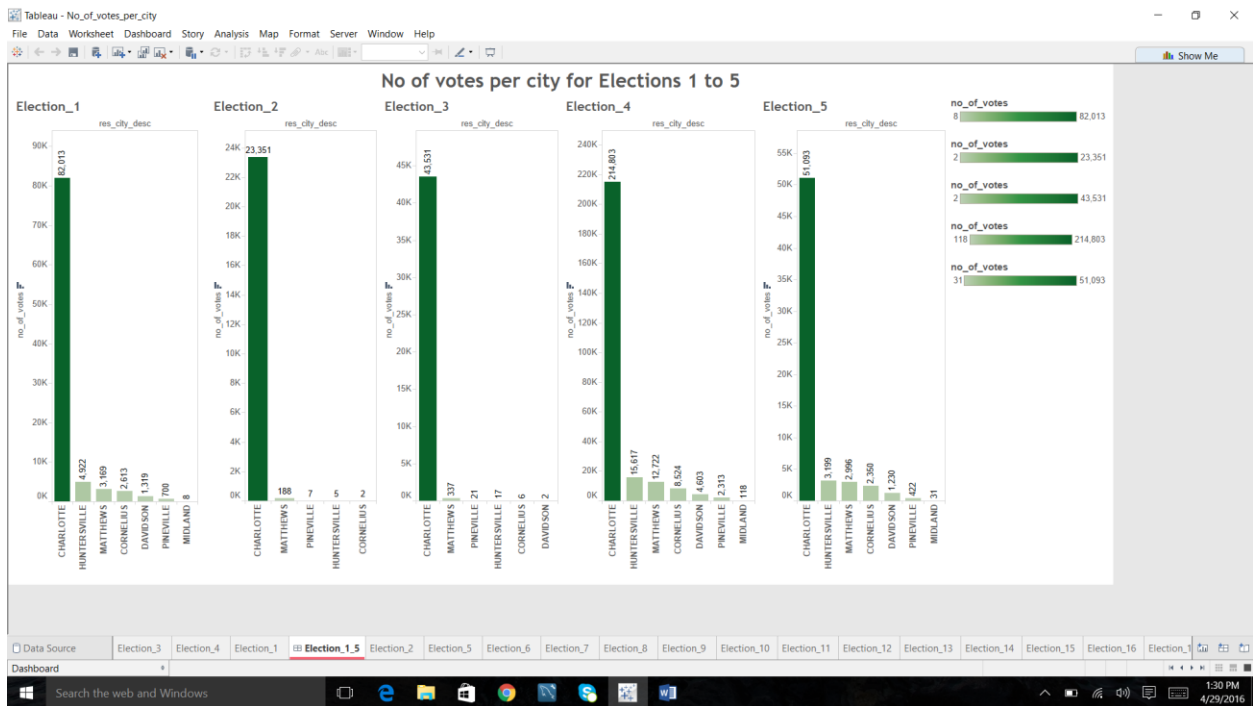 Tableau - No_of_votes_per_city
File Data Worksheet Dashboard Story Analysis Map Format Server Window Help
Abc
Show Me
No of votes per city for Elections 1 to 5
Election_1
res_city_desc
no_of_votes
90K
80K
70K
60K
50K
40K
30K
20K
10K
0K
82,013
4,922
3,169
2,613
1,319
700
8
CHARLOTTE
HUNTERSVILLE
MATTHEWS
CORNELIUS
DAVIDSON
PINEVILLE
MIDLAND
Election_2
res_city_desc
no_of_votes
24K
22K
20K
18K
16K
14K
12K
10K
8K
6K
4K
2K
0K
23,351
188
7
5
2
CHARLOTTE
MATTHEWS
PINEVILLE
HUNTERSVILLE
CORNELIUS
Election_3
res_city_desc
no_of_votes
45K
40K
35K
30K
25K
20K
15K
10K
5K
0K
43,531
337
21
17
6
2
CHARLOTTE
MATTHEWS
PINEVILLE
HUNTERSVILLE
CORNELIUS
DAVIDSON
Election_4
res_city_desc
no_of_votes
240K
220K
200K
180K
160K
140K
120K
100K
80K
60K
40K
20K
0K
214,803
15,617
12,722
8,524
4,603
2,313
118
CHARLOTTE
HUNTERSVILLE
MATTHEWS
CORNELIUS
DAVIDSON
PINEVILLE
MIDLAND
Election_5
res_city_desc
no_of_votes
55K
50K
45K
40K
35K
30K
25K
20K
15K
10K
5K
0K
51,093
3,199
2,996
2,350
1,230
422
31
CHARLOTTE
HUNTERSVILLE
MATTHEWS
CORNELIUS
DAVIDSON
PINEVILLE
MIDLAND
no_of_votes
8 82,013
no_of_votes
2 23,351
no_of_votes
2 43,531
no_of_votes
118 214,803
no_of_votes
31 51,093
Data Source Election_3 Election_4 Election_1 Election_1_5 Election_2 Election_5 Election_6 Election_7 Election_8 Election_9 Election_10 Election_11 Election_12 Election_13 Election_14 Election_15 Election_16 Election_1
Dashboard
Search the web and Windows
1:30 PM
4/29/2016